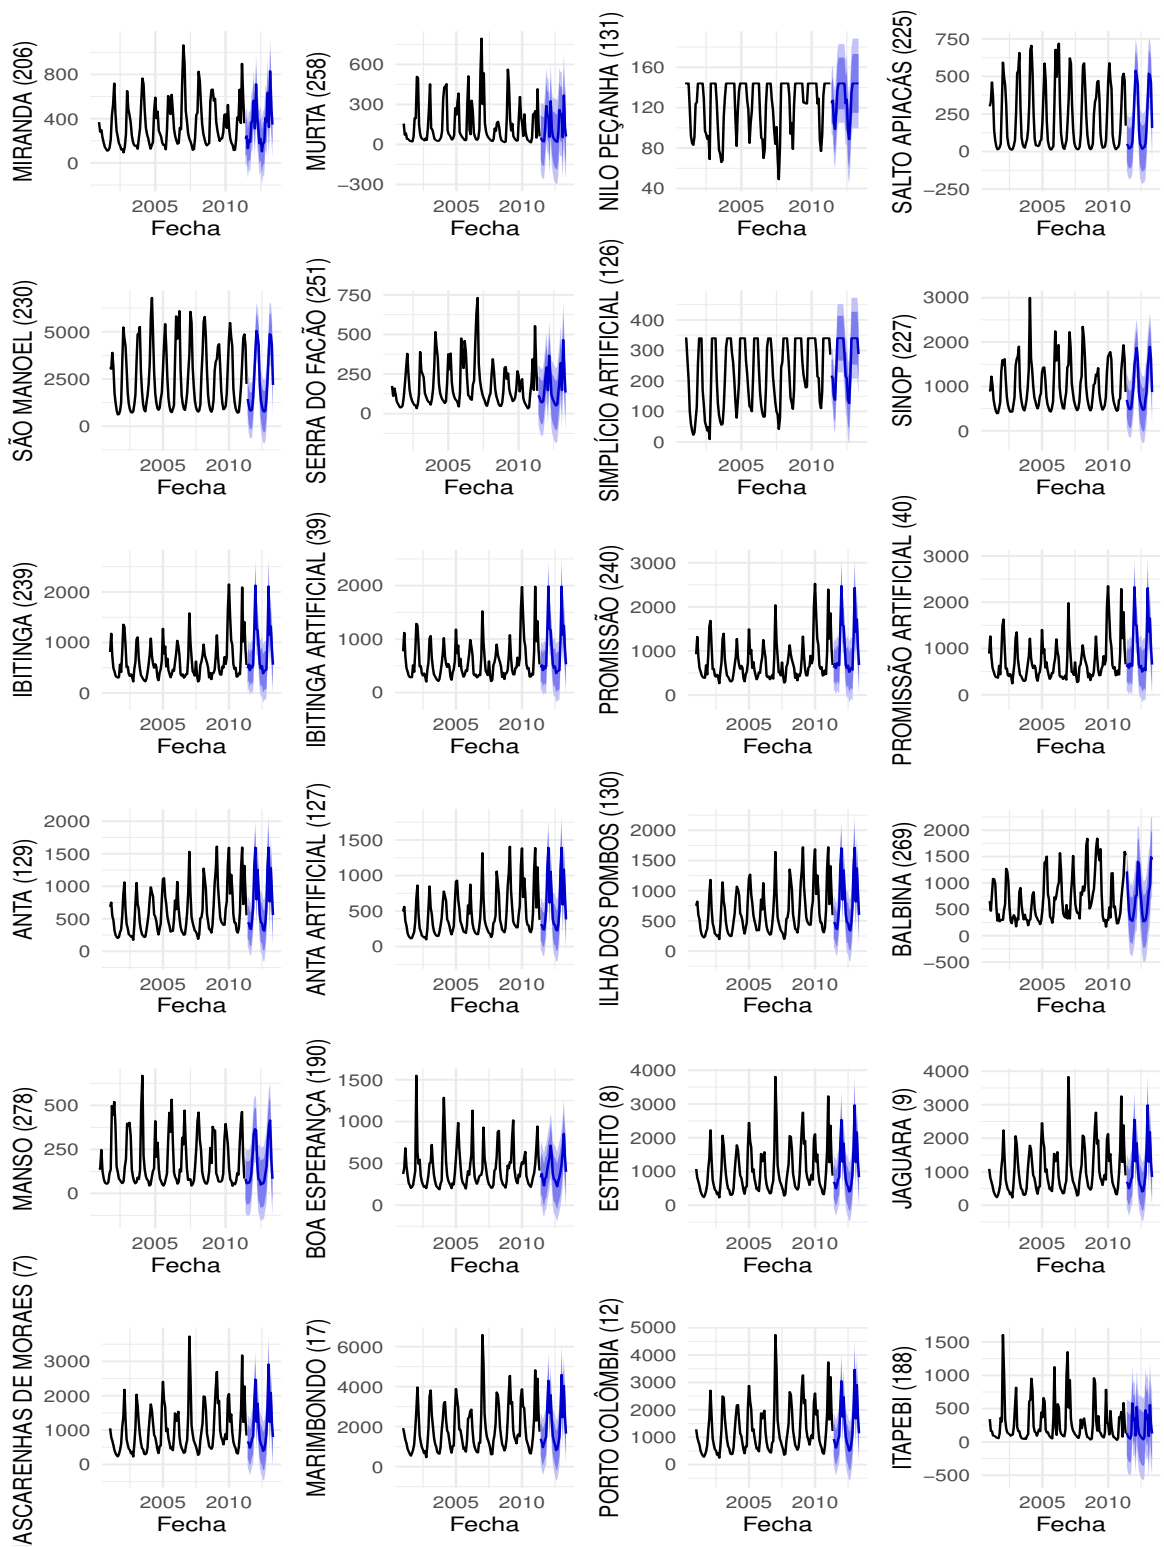 MIRANDA (206)
800
400
0
2005 2010
Fecha
MURTA (258)
600
300
0
−300
2005 2010
Fecha
NILO PEÇANHA (131)
160
120
80
40
2005 2010
Fecha
SALTO APIACÁS (225)
750
500
250
0
−250
2005 2010
Fecha
SÃO MANOEL (230)
5000
2500
0
2005 2010
Fecha
SERRA DO FACÃO (251)
750
500
250
0
2005 2010
Fecha
SIMPLÍCIO ARTIFICIAL (126)
400
300
200
100
0
2005 2010
Fecha
SINOP (227)
3000
2000
1000
0
2005 2010
Fecha
IBITINGA (239)
2000
1000
0
2005 2010
Fecha
IBITINGA ARTIFICIAL (39)
2000
1000
0
2005 2010
Fecha
PROMISSÃO (240)
3000
2000
1000
0
2005 2010
Fecha
PROMISSÃO ARTIFICIAL (40)
3000
2000
1000
0
2005 2010
Fecha
ANTA (129)
2000
1500
1000
500
0
2005 2010
Fecha
ANTA ARTIFICIAL (127)
1500
1000
500
0
2005 2010
Fecha
ILHA DOS POMBOS (130)
2000
1500
1000
500
0
2005 2010
Fecha
BALBINA (269)
2000
1500
1000
500
0
−500
2005 2010
Fecha
MANSO (278)
500
250
0
2005 2010
Fecha
BOA ESPERANÇA (190)
1500
1000
500
0
2005 2010
Fecha
ESTREITO (8)
4000
3000
2000
1000
0
2005 2010
Fecha
JAGUARA (9)
4000
3000
2000
1000
0
2005 2010
Fecha
ASCARENHAS DE MORAES (7)
3000
2000
1000
0
2005 2010
Fecha
MARIMBONDO (17)
6000
4000
2000
0
2005 2010
Fecha
PORTO COLÔMBIA (12)
5000
4000
3000
2000
1000
0
2005 2010
Fecha
ITAPEBI (188)
1500
1000
500
0
−500
2005 2010
Fecha